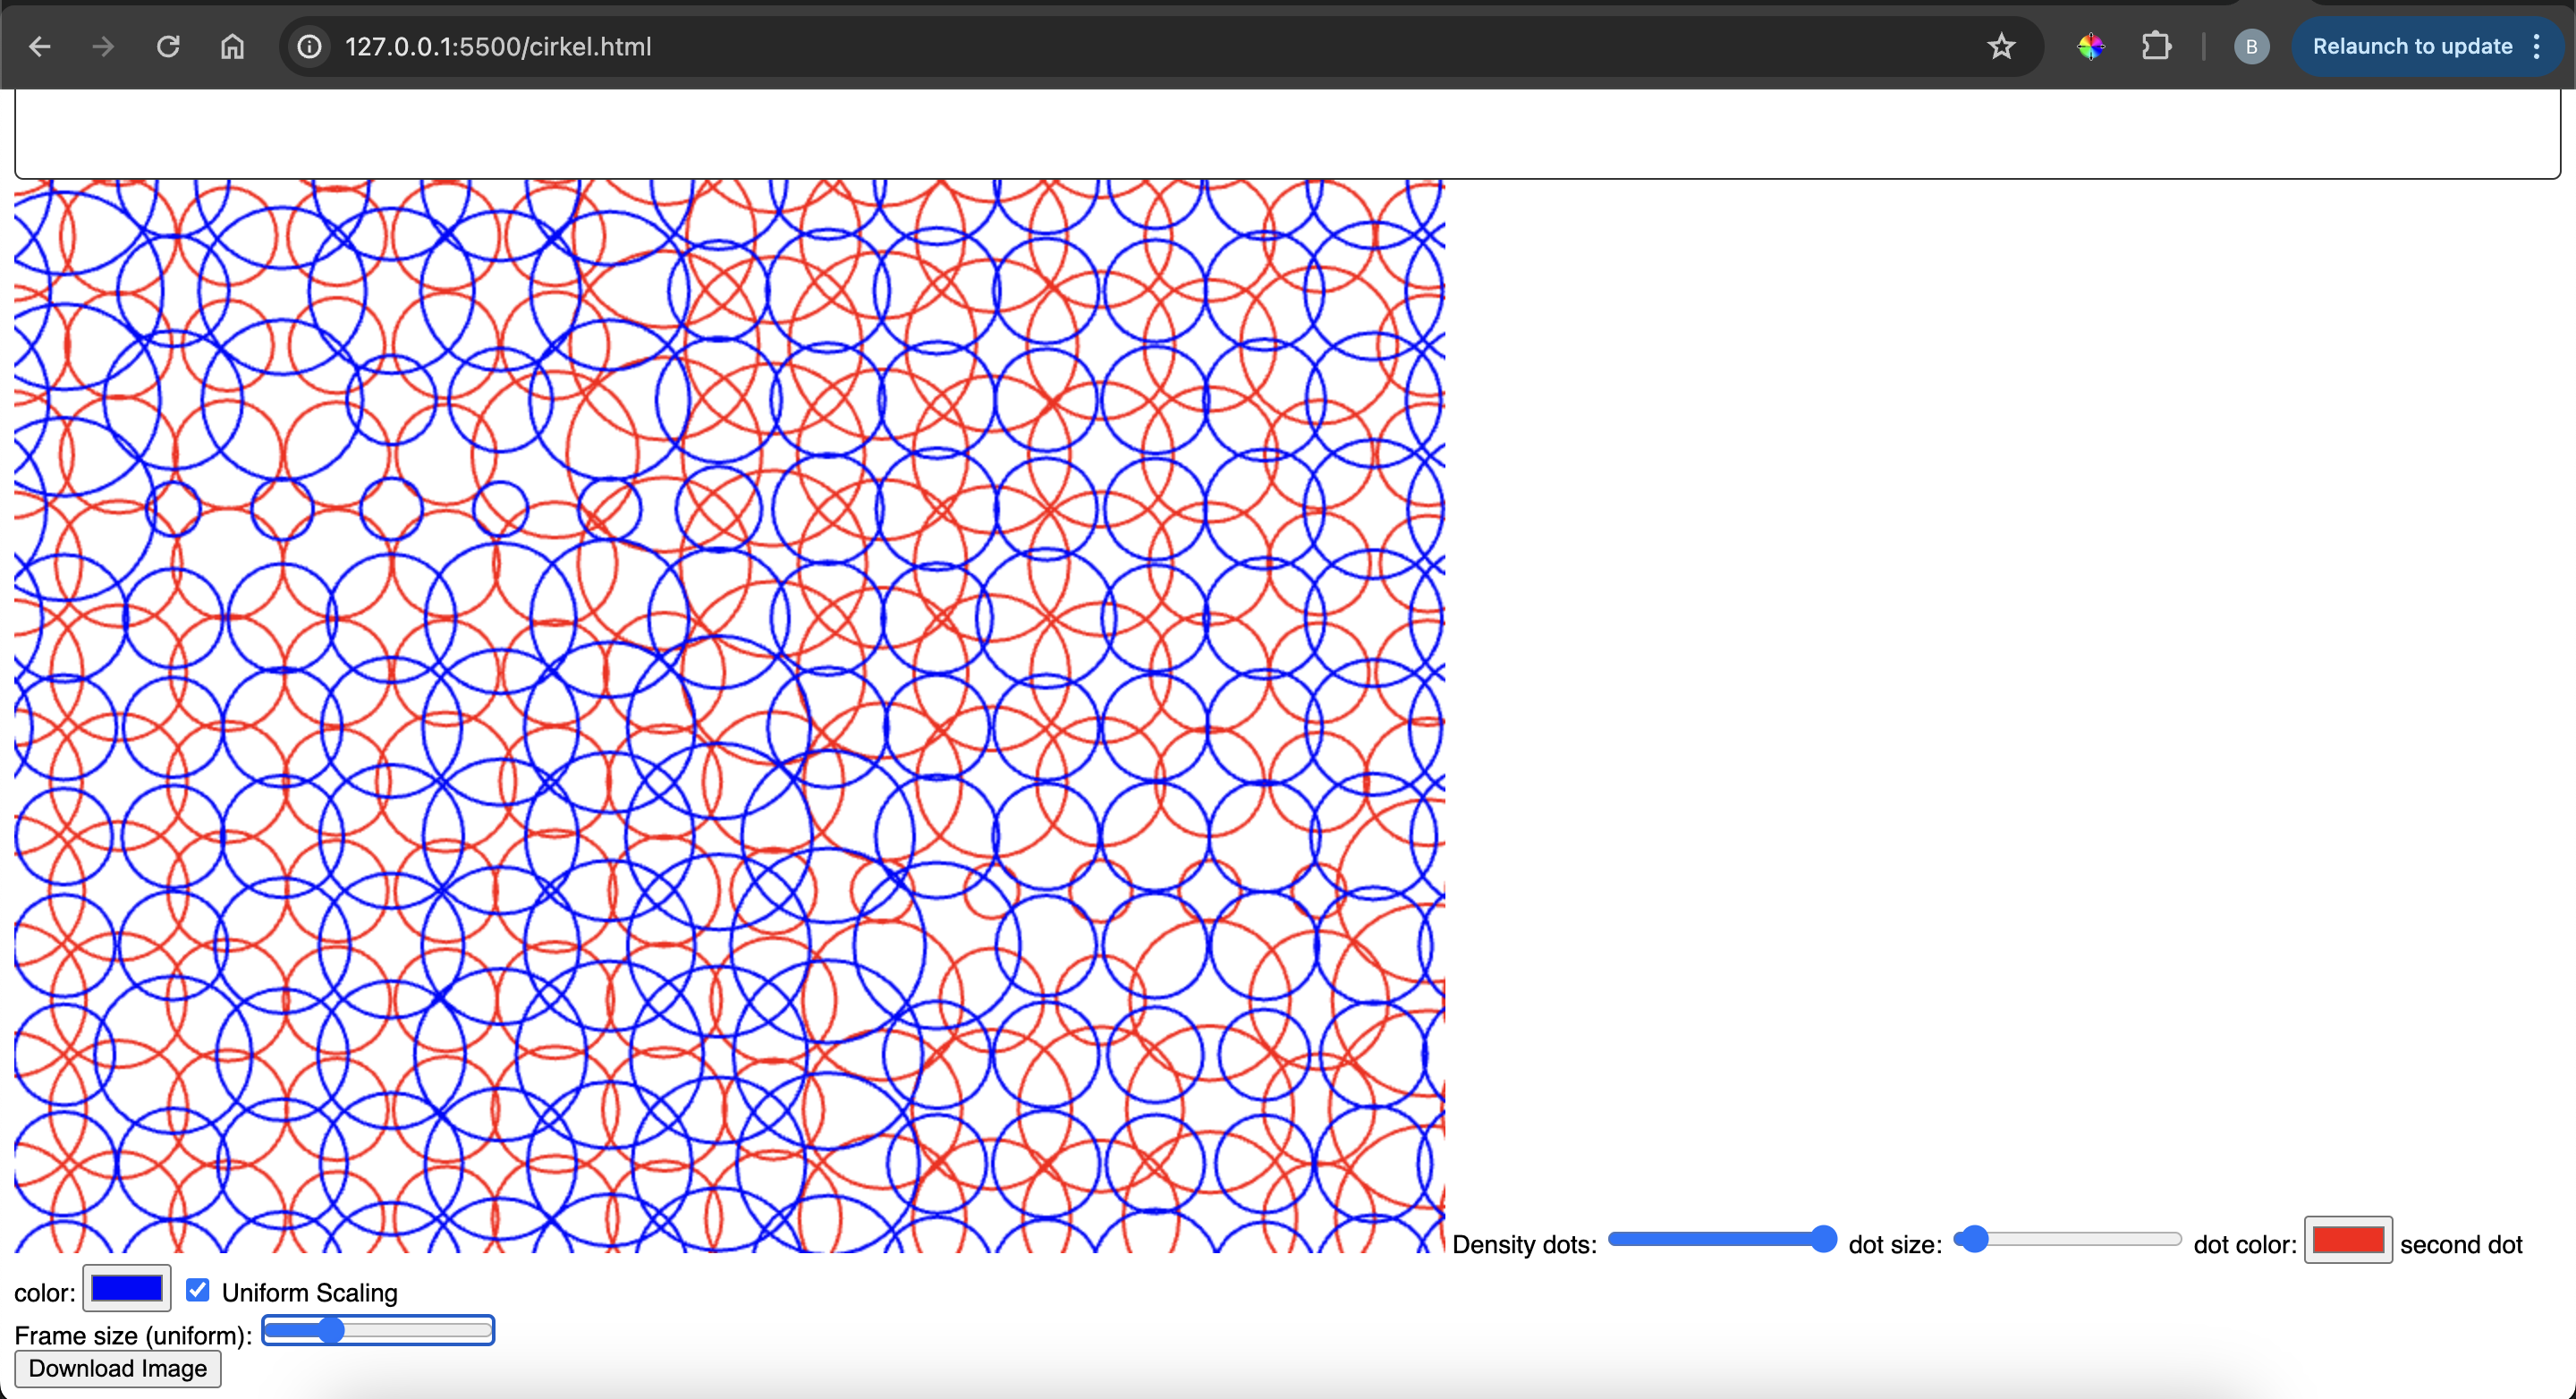 127.0.0.1:5500/cirkel.html
B
Relaunch to update
Density dots: dot size: dot color: second dot
color: Uniform Scaling
Frame size (uniform):
Download Image